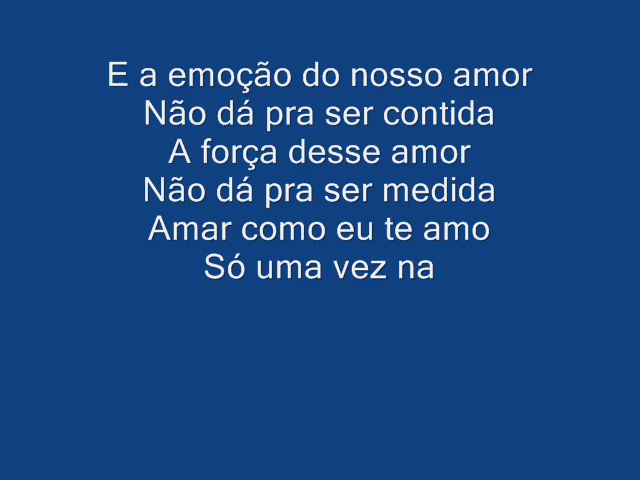 E a emoção do nosso amor
Não dá pra ser contida
A força desse amor
Não dá pra ser medida
Amar como eu te amo
Só uma vez na